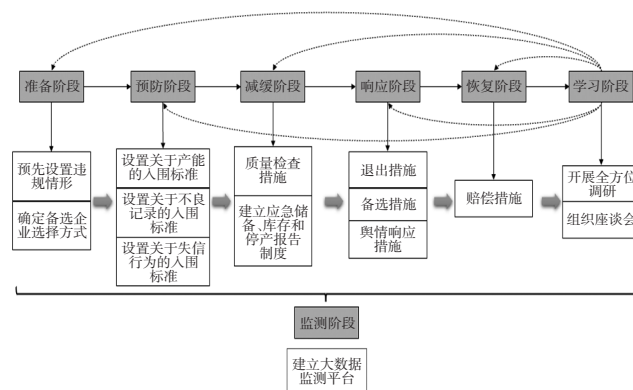 准备阶段
预防阶段
减缓阶段
响应阶段
恢复阶段
学习阶段
预先设置违
规情形
确定备选企
业选择方式
设置关于产能
的入围标准
设置关于不良
记录的入围
标准
设置关于失信
行为的入围
标准
质量检查
措施
建立应急储
备、库存和
停产报告
制度
退出措施
备选措施
舆情响应
措施
赔偿措施
开展全方位
调研
组织座谈会
监测阶段
建立大数据
监测平台